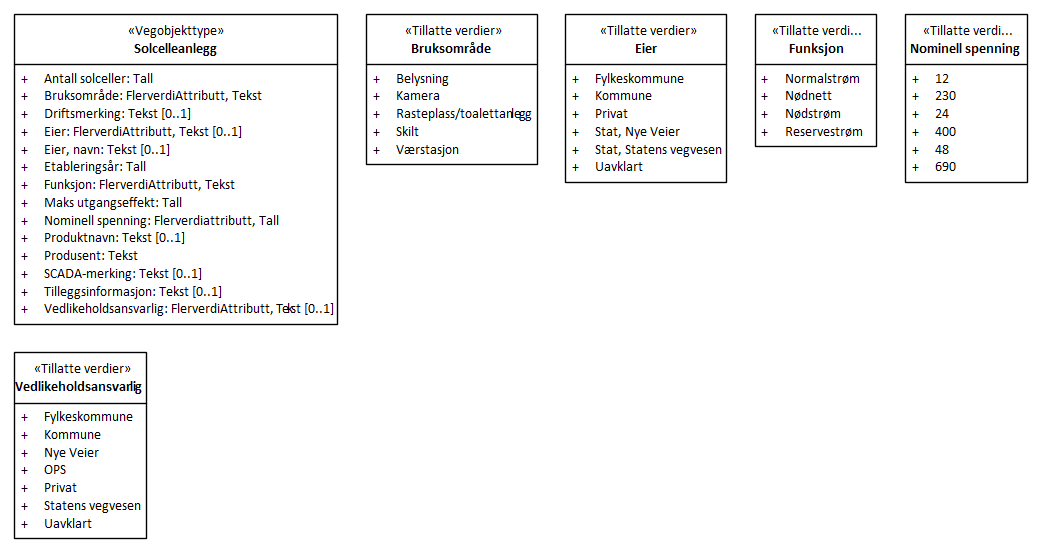 «Vegobjekttype»
Solcelleanlegg
+ Antall solceller: Tall
+ Bruksområde: FlerverdiAttributt, Tekst
+ Driftsmerking: Tekst [0..1]
+ Eier: FlerverdiAttributt, Tekst [0..1]
+ Eier, navn: Tekst [0..1]
+ Etableringsår: Tall
+ Funksjon: FlerverdiAttributt, Tekst
+ Maks utgangseffekt: Tall
+ Nominell spenning: Flerverdiattributt, Tall
+ Produktnavn: Tekst [0..1]
+ Produsent: Tekst
+ SCADA-merking: Tekst [0..1]
+ Tilleggsinformasjon: Tekst [0..1]
+ Vedlikeholdsansvarlig: FlerverdiAttributt, Tekst [0..1]
«Tillatte verdier»
Bruksområde
+ Belysning
+ Kamera
+ Rasteplass/toalettanlegg
+ Skilt
+ Værstasjon
«Tillatte verdier»
Eier
+ Fylkeskommune
+ Kommune
+ Privat
+ Stat, Nye Veier
+ Stat, Statens vegvesen
+ Uavklart
«Tillatte verdi...
Funksjon
+ Normalstrøm
+ Nødnett
+ Nødstrøm
+ Reservestrøm
«Tillatte verdi...
Nominell spenning
+ 12
+ 230
+ 24
+ 400
+ 48
+ 690
«Tillatte verdier»
Vedlikeholdsansvarlig
+ Fylkeskommune
+ Kommune
+ Nye Veier
+ OPS
+ Privat
+ Statens vegvesen
+ Uavklart